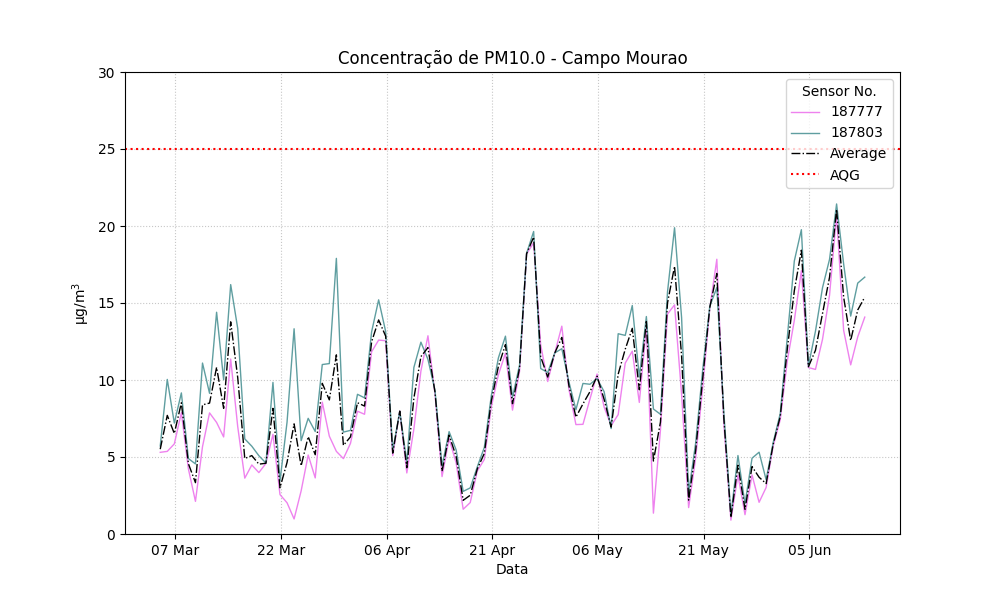 Concentração de PM10.0 - Campo Mourao
30
25
20
15
10
5
0
µg/m³
Sensor No.
187777
187803
Average
AQG
07 Mar
22 Mar
06 Apr
21 Apr
06 May
21 May
05 Jun
Data